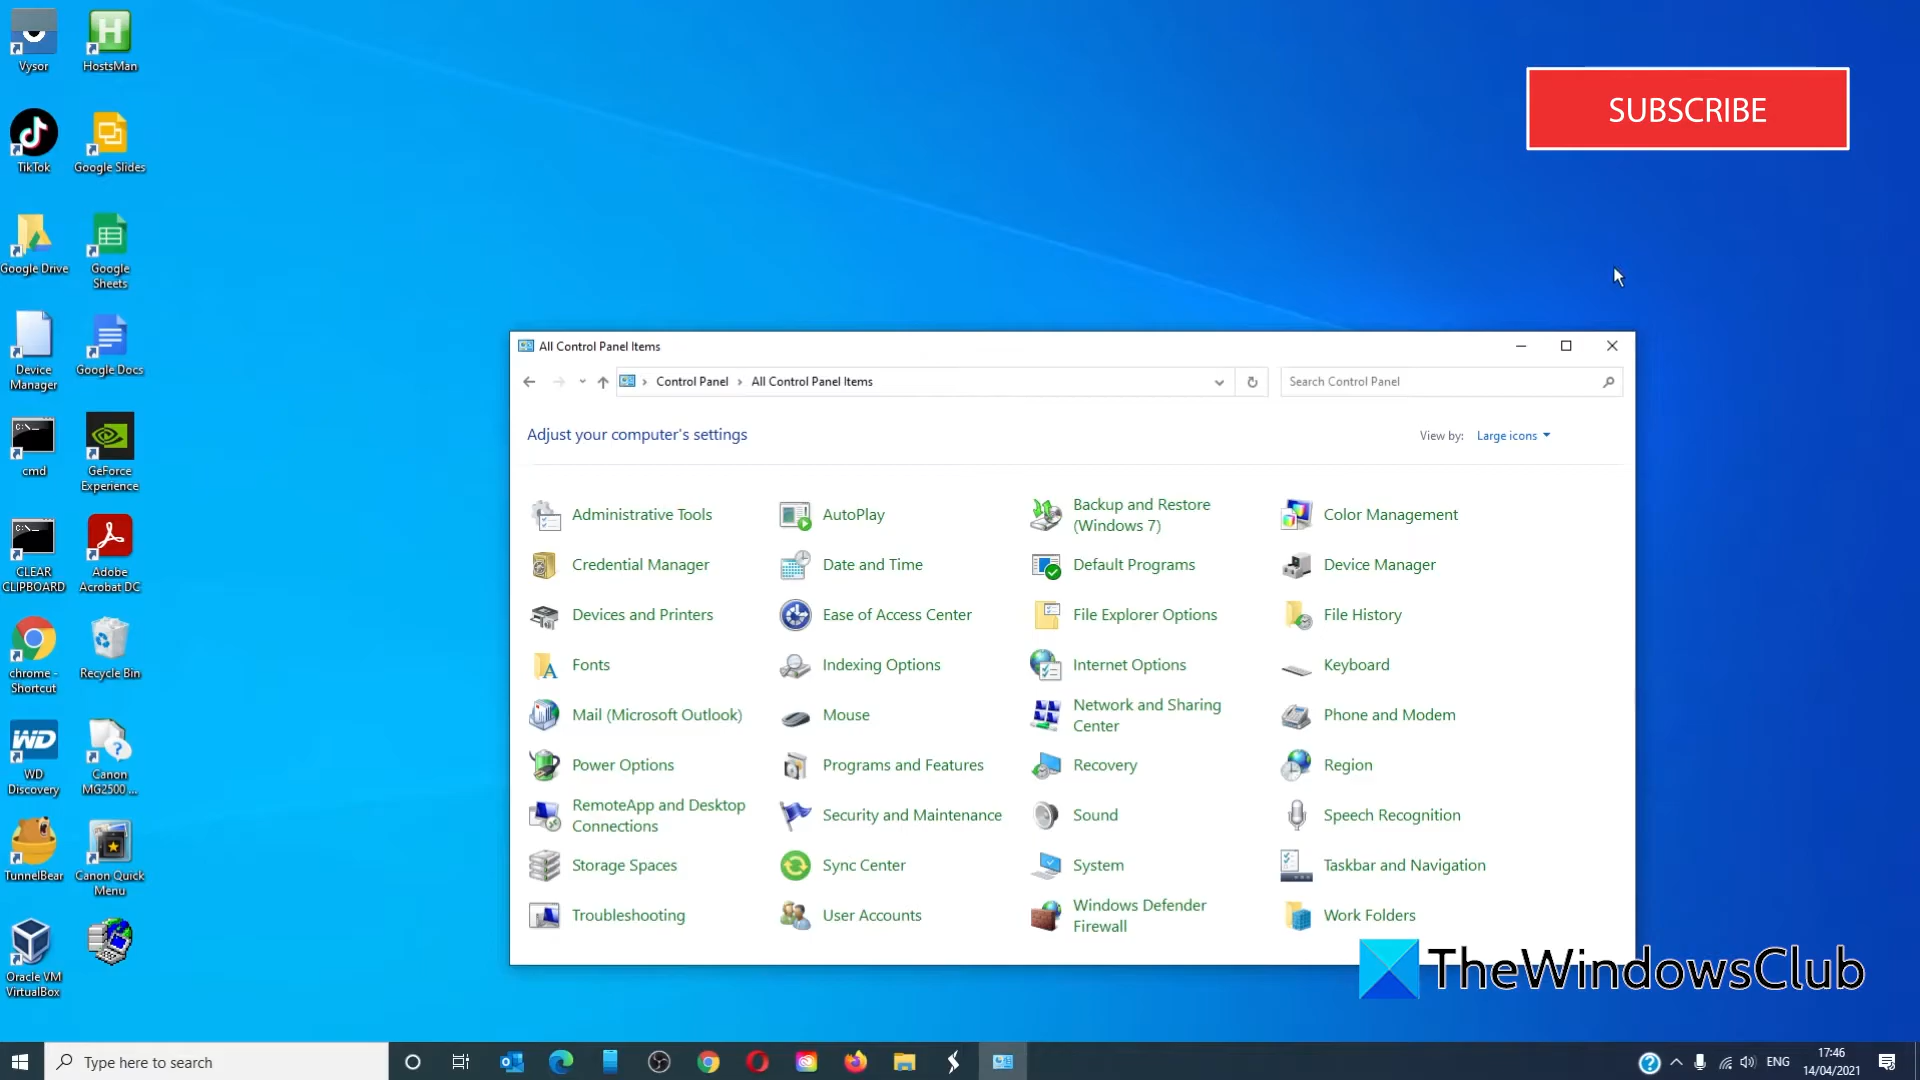 Vysor
HostsMan
SUBSCRIBE
TikTok
Google Slides
Google Drive
Google
Sheets
Device
Manager
Google Docs
cmd
GeForce
Experience
CLEAR
CLIPBOARD
Adobe
Acrobat DC
chrome -
Shortcut
Recycle Bin
WD
Discovery
Canon
MG2500 ...
TunnelBear
Canon Quick
Menu
Oracle VM
VirtualBox
All Control Panel Items
Control Panel > All Control Panel Items
Search Control Panel
Adjust your computer's settings
View by: Large icons
Administrative Tools
AutoPlay
Backup and Restore
(Windows 7)
Color Management
Credential Manager
Date and Time
Default Programs
Device Manager
Devices and Printers
Ease of Access Center
File Explorer Options
File History
Fonts
Indexing Options
Internet Options
Keyboard
Mail (Microsoft Outlook)
Mouse
Network and Sharing
Center
Phone and Modem
Power Options
Programs and Features
Recovery
Region
RemoteApp and Desktop
Connections
Security and Maintenance
Sound
Speech Recognition
Storage Spaces
Sync Center
System
Taskbar and Navigation
Troubleshooting
User Accounts
Windows Defender
Firewall
Work Folders
TheWindowsClub
Type here to search
ENG
17:46
14/04/2021